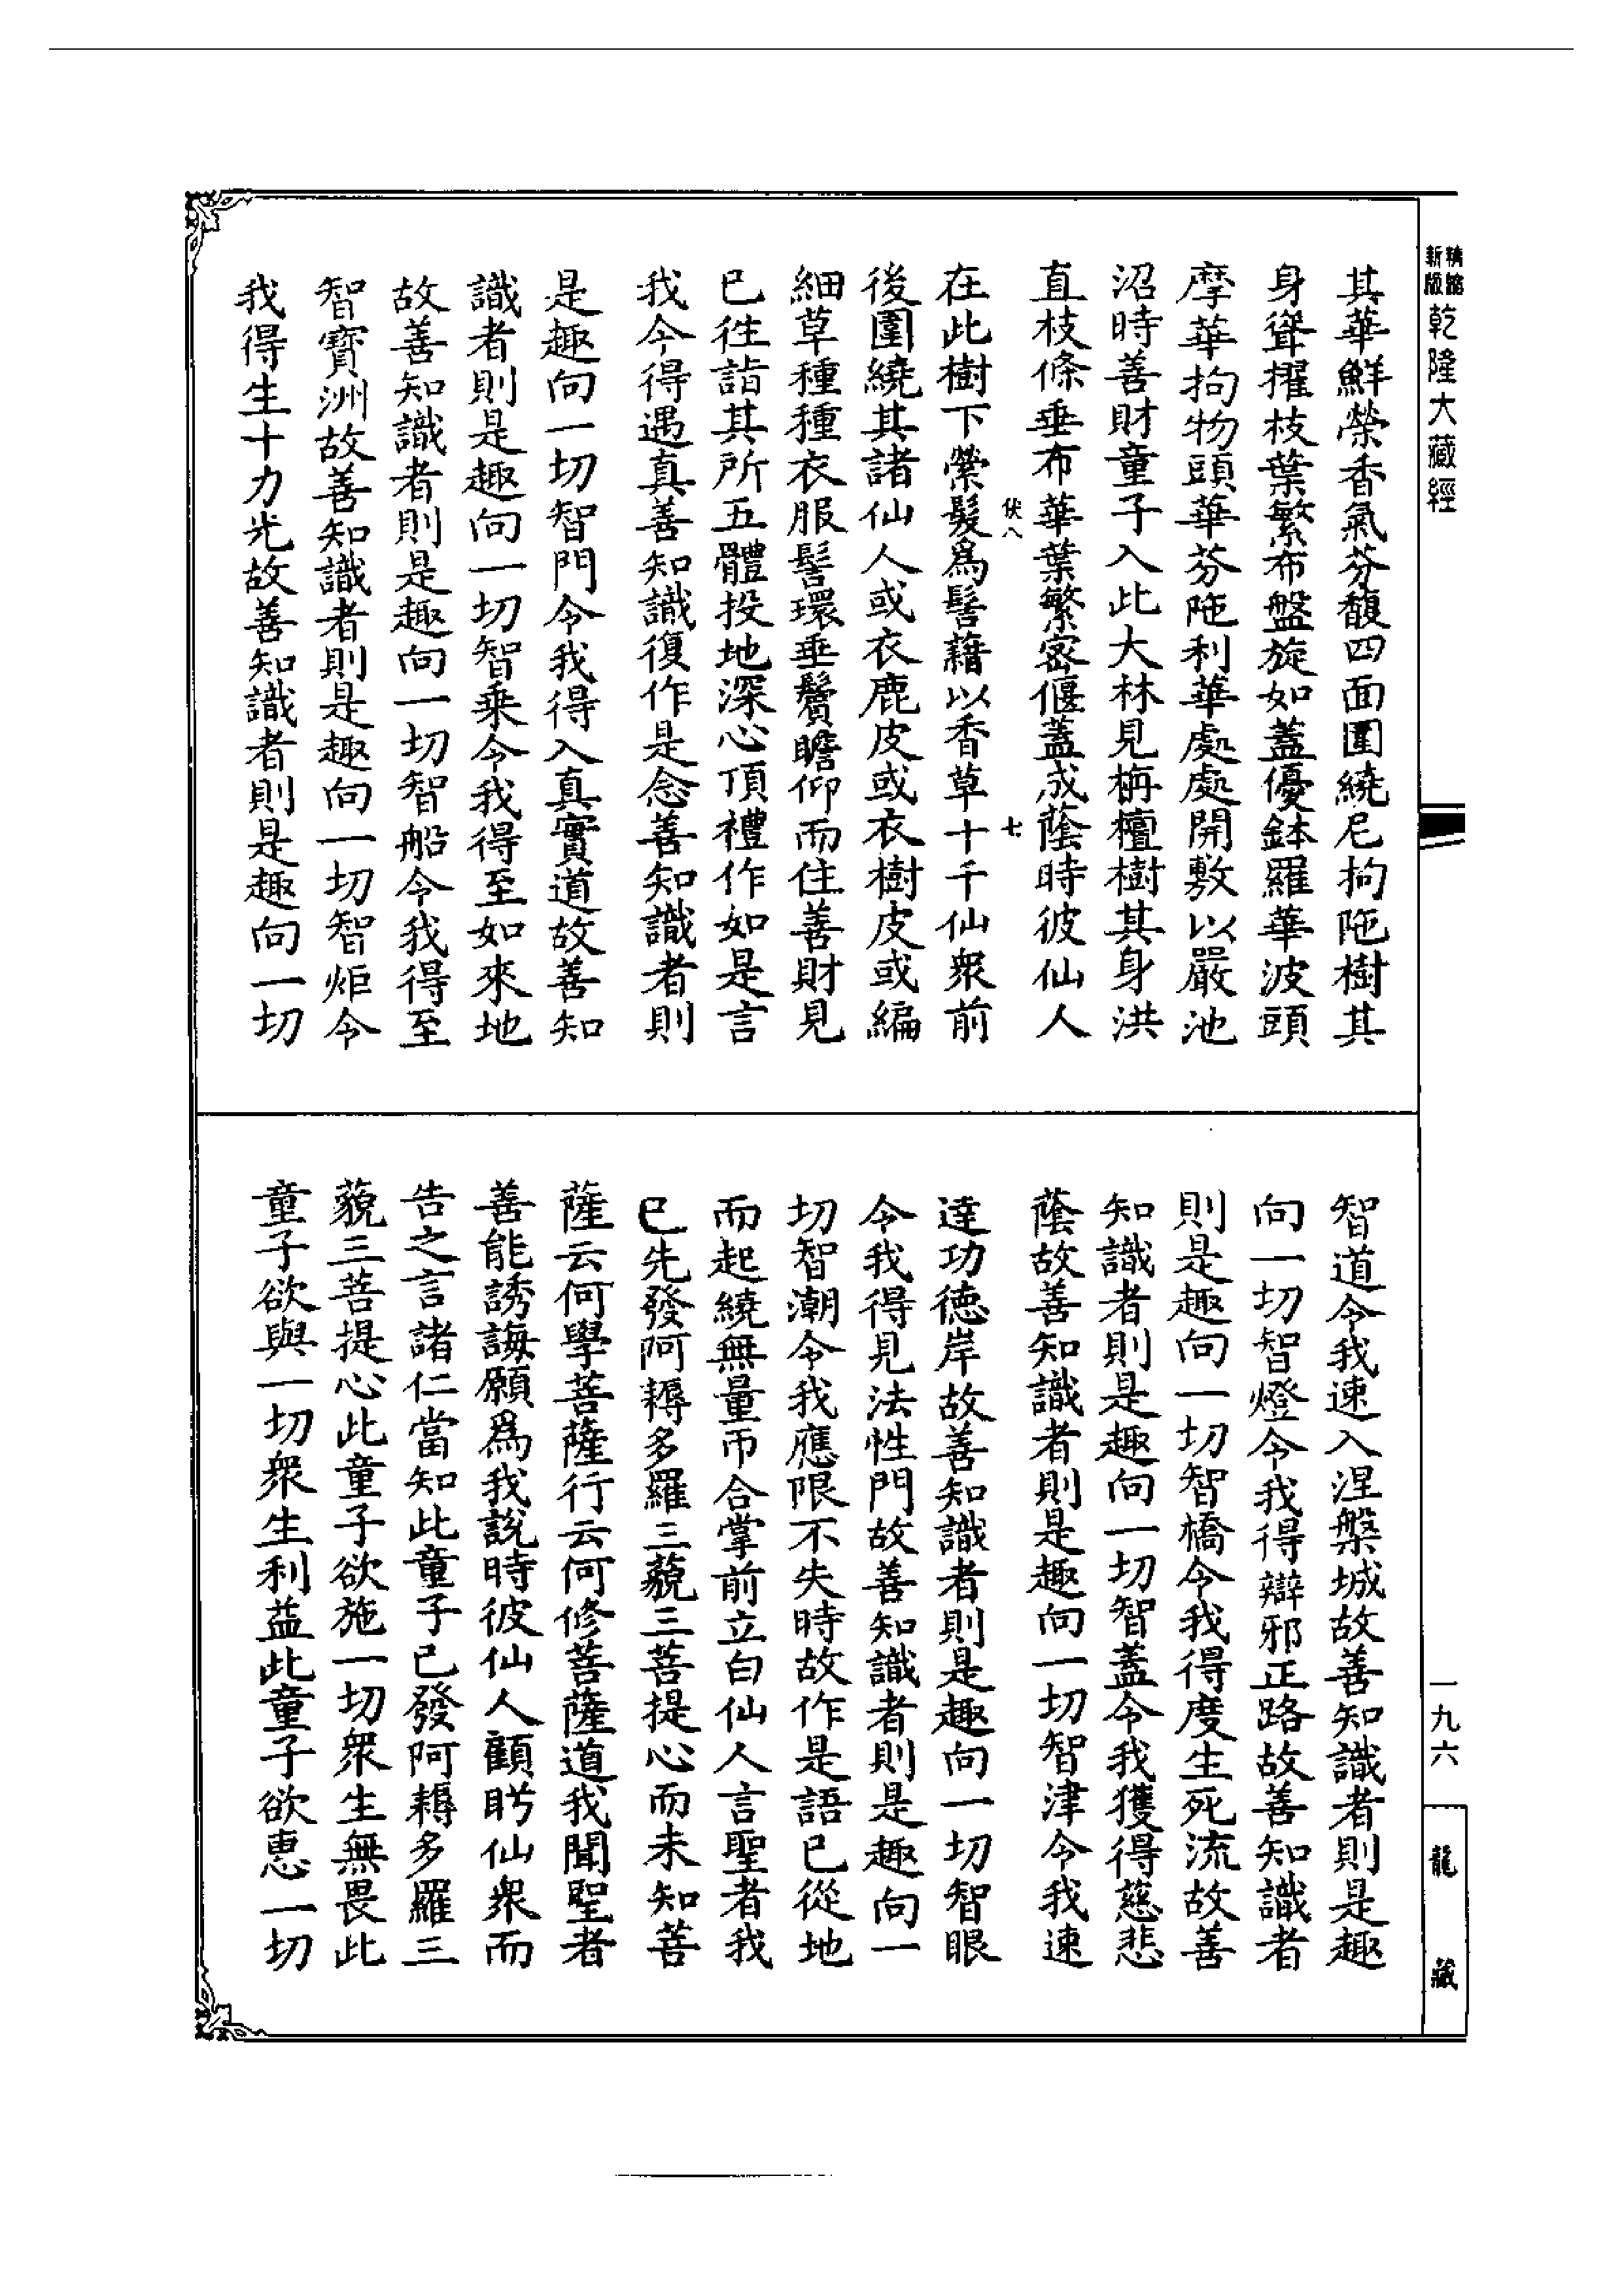 新版
精縮
乾隆大藏經
其華鮮榮香氣芬馥四面圍繞尼拘陁樹其
身聳擢枝葉繁布盤旋如蓋優鉢羅華波頭
摩華拘物頭華芬陁利華處處開敷以嚴池
沼時善財童子入此大林見栴檀樹其身洪
直枝條垂布華葉繁密偃蓋成蔭時彼仙人
俠八
七
在此樹下縈髮爲髻藉以香草十千仙衆前
後圍繞其諸仙人或衣鹿皮或衣樹皮或編
細草種種衣服髻環垂鬢瞻仰而住善財見
已往詣其所五體投地深心頂禮作如是言
我今得遇真善知識復作是念善知識者則
是趣向一切智門令我得入真實道故善知
識者則是趣向一切智乗令我得至如來地
故善知識者則是趣向一切智船令我得至
智寳洲故善知識者則是趣向一切智炬令
我得生十力光故善知識者則是趣向一切
智道令我速入涅槃城故善知識者則是趣
向一切智燈令我得辯邪正路故善知識者
則是趣向一切智橋令我得度生死流故善
知識者則是趣向一切智蓋令我獲得慈悲
蔭故善知識者則是趣向一切智津令我速
達功德岸故善知識者則是趣向一切智眼
令我得見法性門故善知識者則是趣向一
切智潮令我應限不失時故作是語已從地
而起繞無量帀合掌前立白仙人言聖者我
已先發阿耨多羅三藐三菩提心而未知菩
薩云何學菩薩行云何修菩薩道我聞聖者
善能誘誨願爲我說時彼仙人顧眄仙衆而
告之言諸仁當知此童子已發阿耨多羅三
藐三菩提心此童子欲施一切衆生無畏此
童子欲與一切衆生利益此童子欲惠一切
一九六
龍藏